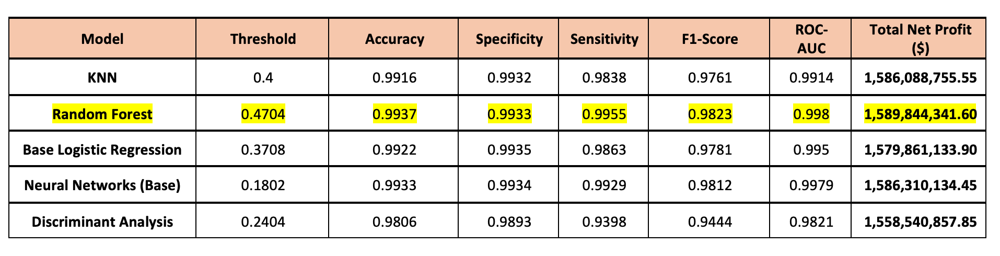 Model Threshold Accuracy Specificity Sensitivity F1-Score ROC-AUC Total Net Profit ($)
KNN 0.4 0.9916 0.9932 0.9838 0.9761 0.9914 1,586,088,755.55
Random Forest 0.4704 0.9937 0.9933 0.9955 0.9823 0.998 1,589,844,341.60
Base Logistic Regression 0.3708 0.9922 0.9935 0.9863 0.9781 0.995 1,579,861,133.90
Neural Networks (Base) 0.1802 0.9933 0.9934 0.9929 0.9812 0.9979 1,586,310,134.45
Discriminant Analysis 0.2404 0.9806 0.9893 0.9398 0.9444 0.9821 1,558,540,857.85